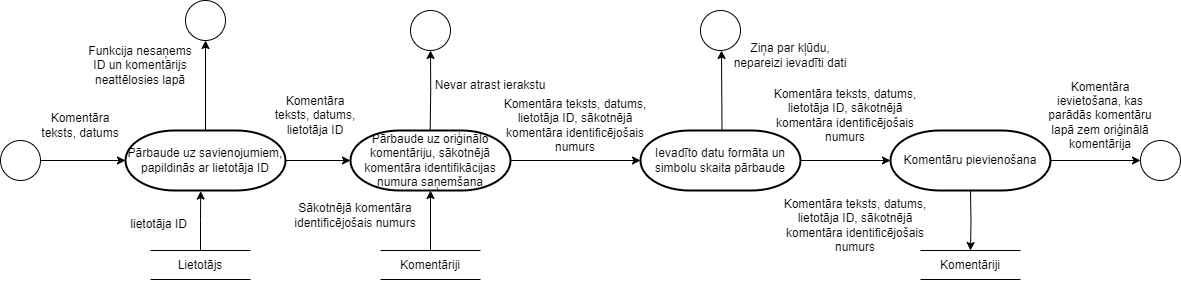 Funkcija nesaņems
ID un komentārijs
neattēlosies lapā
Komentāra
teksts, datums
Pārbaude uz savienojumiem,
papildinās ar lietotāja ID
lietotāja ID
Lietotājs
Komentāra
teksts, datums,
lietotāja ID
Nevar atrast ierakstu
Pārbaude uz oriģinālo
komentāriju, sākotnējā
komentāra identifikācijas
numura saņemšana
Sākotnējā komentāra
identificējošais numurs
Komentāriji
Komentāra teksts, datums,
lietotāja ID, sākotnējā
komentāra identificējošais
numurs
Ziņa par kļūdu,
nepareizi ievadīti dati
Ievadīto datu formāta un
simbolu skaita pārbaude
Komentāra teksts, datums,
lietotāja ID, sākotnējā
komentāra identificējošais
numurs
Komentāru pievienošana
Komentāra teksts, datums,
lietotāja ID, sākotnējā
komentāra identificējošais
numurs
Komentāriji
Komentāra
ievietošana, kas
parādās komentāru
lapā zem oriģinālā
komentārija